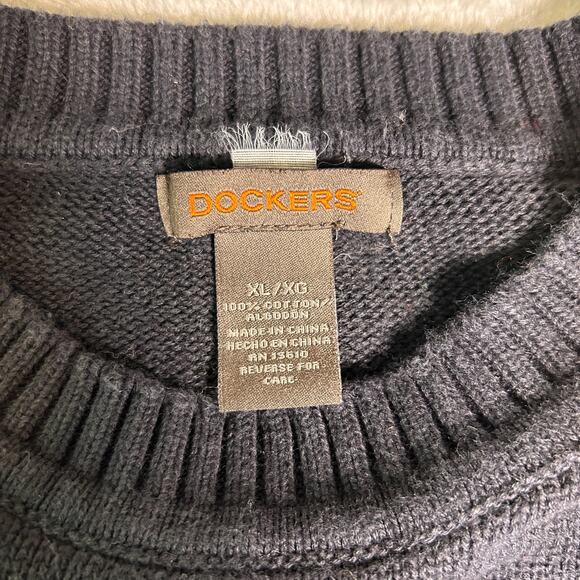 DOCKERS
XL/XG
100% COTTON/
ALGODON
MADE IN CHINA
HECHO EN CHINA
RN 13610
REVERSE FOR
CARE